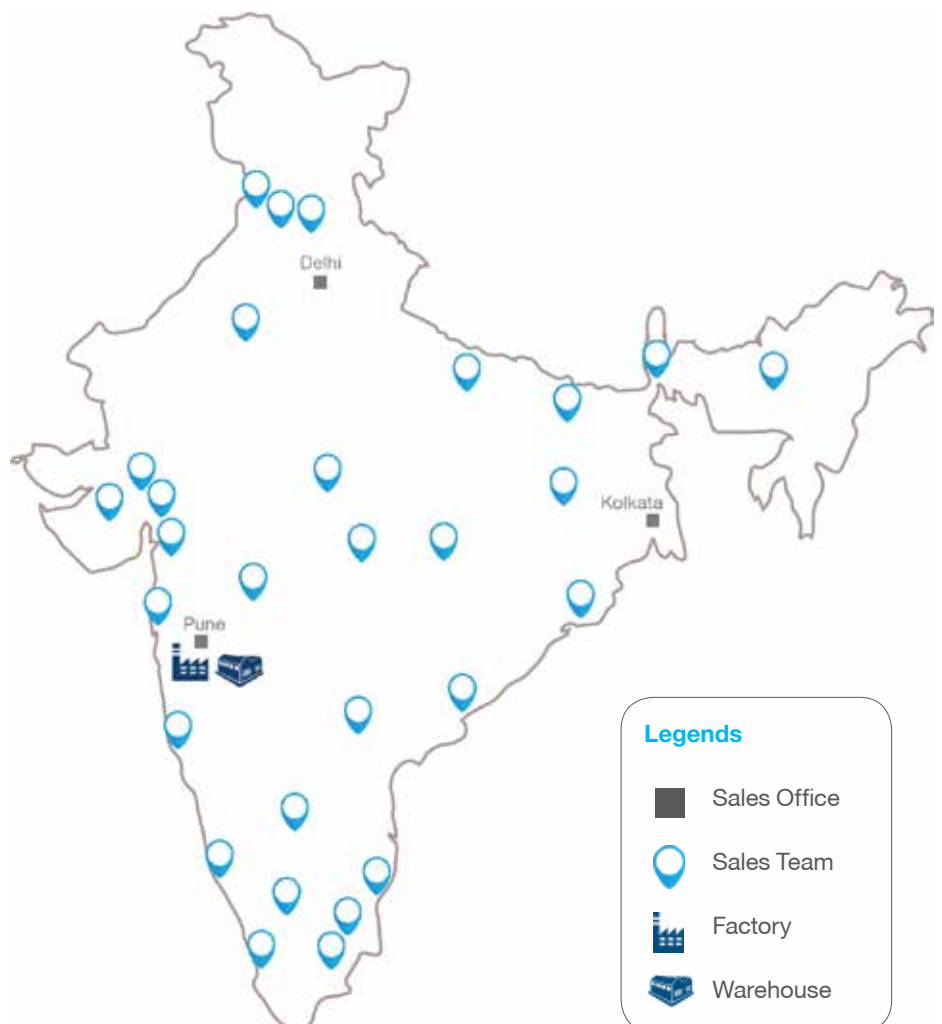 Delhi
Kolkata
Pune
Legends
Sales Office
Sales Team
Factory
Warehouse